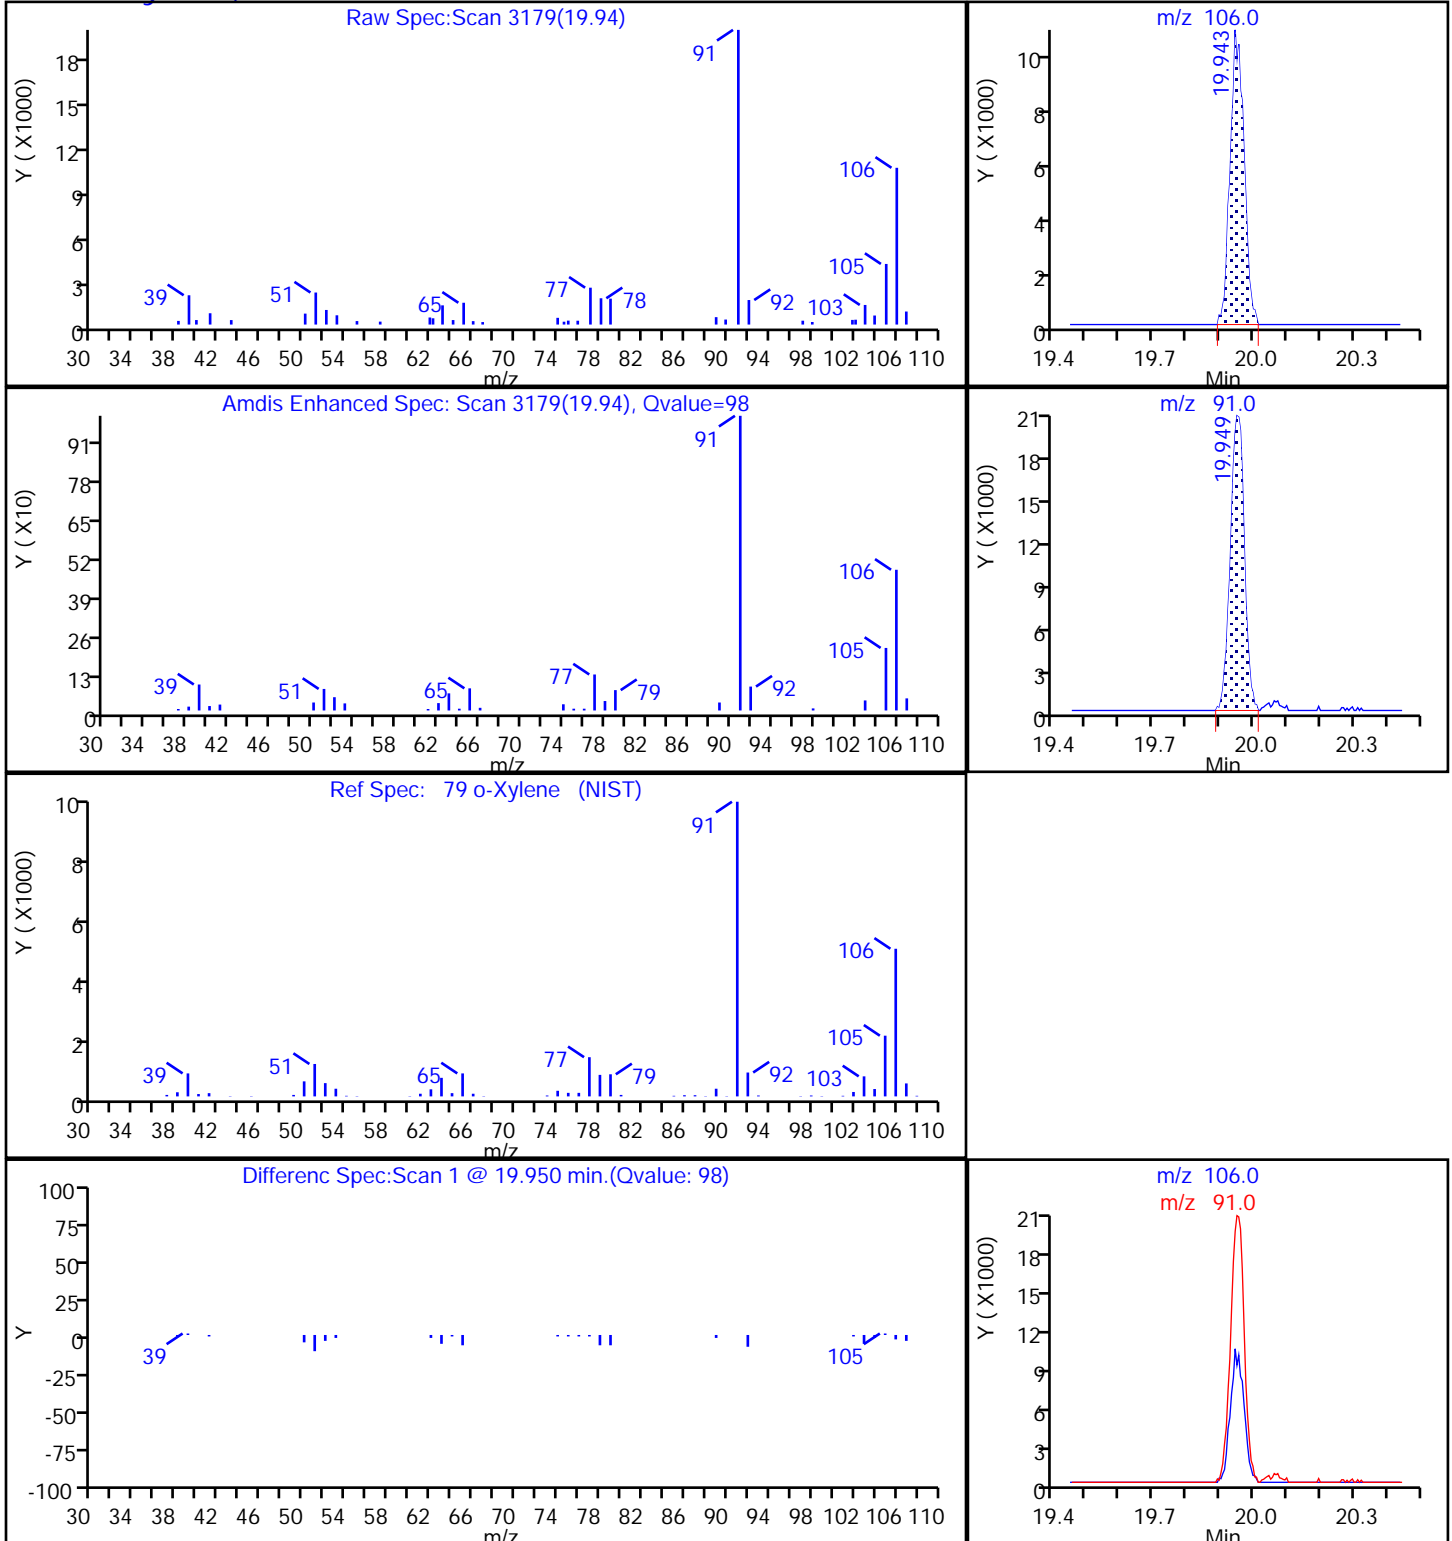 Raw Spec:Scan 3179(19.94)
Y ( X1000)
18
15
12
9
6
3
0
91
106
105
103
92
78
77
65
51
39
30 34 38 42 46 50 54 58 62 66 70 74 78 82 86 90 94 98 102 106 110
m/z
m/z 106.0
Y ( X1000)
10
8
6
4
2
0
19.943
19.4 19.7 20.0 20.3
Min
Amdis Enhanced Spec: Scan 3179(19.94), Qvalue=98
Y ( X10)
91
78
65
52
39
26
13
0
91
106
105
92
79
77
65
51
39
30 34 38 42 46 50 54 58 62 66 70 74 78 82 86 90 94 98 102 106 110
m/z
m/z 91.0
Y ( X1000)
21
18
15
12
9
6
3
0
19.949
19.4 19.7 20.0 20.3
Min
Ref Spec: 79 o-Xylene (NIST)
Y ( X1000)
10
8
6
4
2
0
91
106
105
103
92
79
77
65
51
39
30 34 38 42 46 50 54 58 62 66 70 74 78 82 86 90 94 98 102 106 110
m/z
Differenc Spec:Scan 1 @ 19.950 min.(Qvalue: 98)
Y
100
75
50
25
0
-25
-50
-75
-100
39
105
30 34 38 42 46 50 54 58 62 66 70 74 78 82 86 90 94 98 102 106 110
m/z
m/z 106.0
m/z 91.0
Y ( X1000)
21
18
15
12
9
6
3
0
19.4 19.7 20.0 20.3
Min